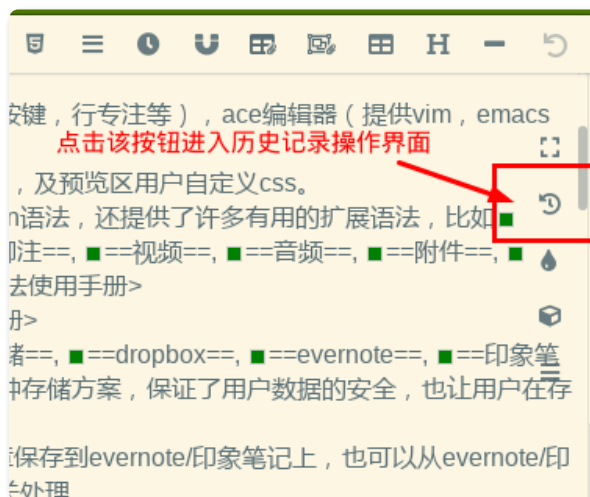 按键，行专注等），ace编辑器（提供vim，emacs
点击该按钮进入历史记录操作界面
，及预览区用户自定义css。
语法，还提供了许多有用的扩展语法，比如
注==, ==视频==, ==音频==, ==附件==,
法使用手册>
册>
==, ==dropbox==, ==evernote==, ==印象笔
种存储方案，保证了用户数据的安全，也让用户在存
保存到evernote/印象笔记上，也可以从evernote/印